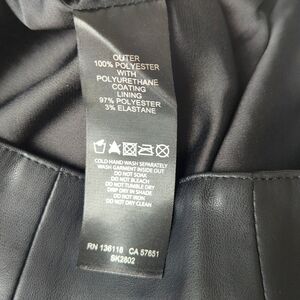 OUTER
100% POLYESTER
WITH
POLYURETHANE
COATING
LINING
97% POLYESTER
3% ELASTANE
COLD HAND WASH SEPARATELY
WASH GARMENT INSIDE OUT
DO NOT SOAK
DO NOT BLEACH
DO NOT TUMBLE DRY
DRIP DRY IN SHADE
DO NOT IRON
DO NOT DRY CLEAN
RN 136118 CA 57651
BK2602